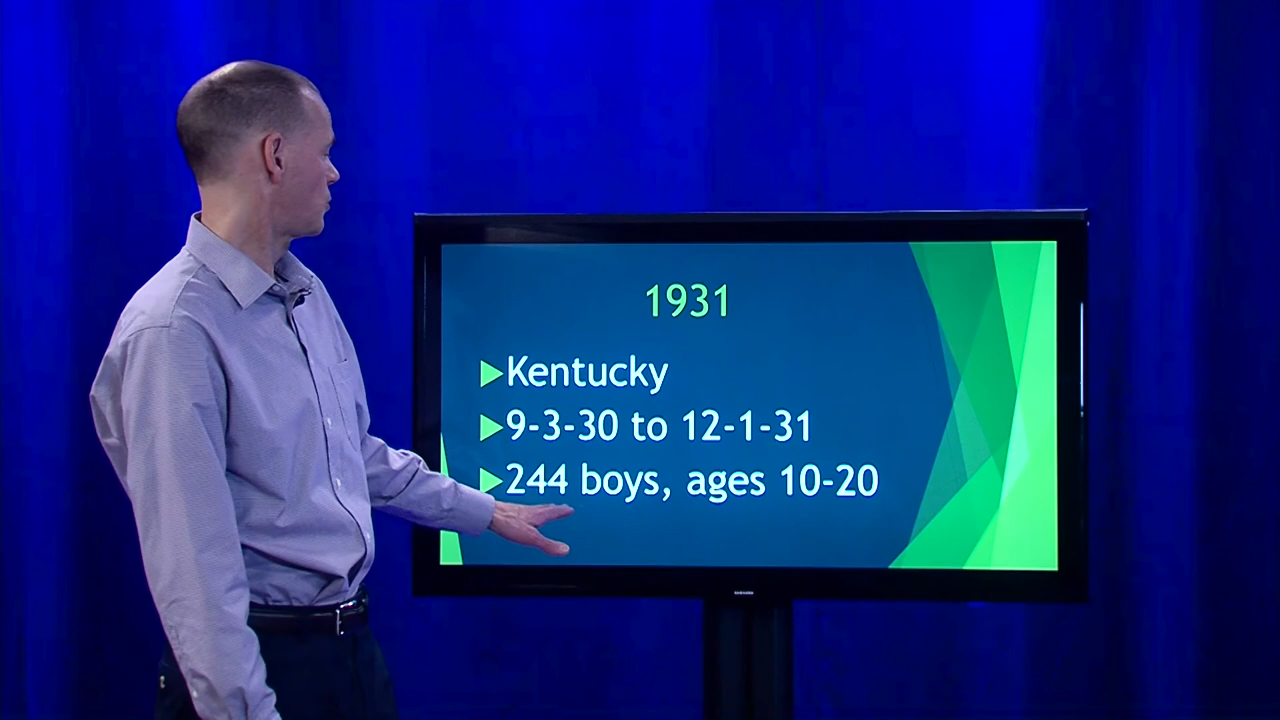 1931
Kentucky
9-3-30 to 12-1-31
244 boys, ages 10-20